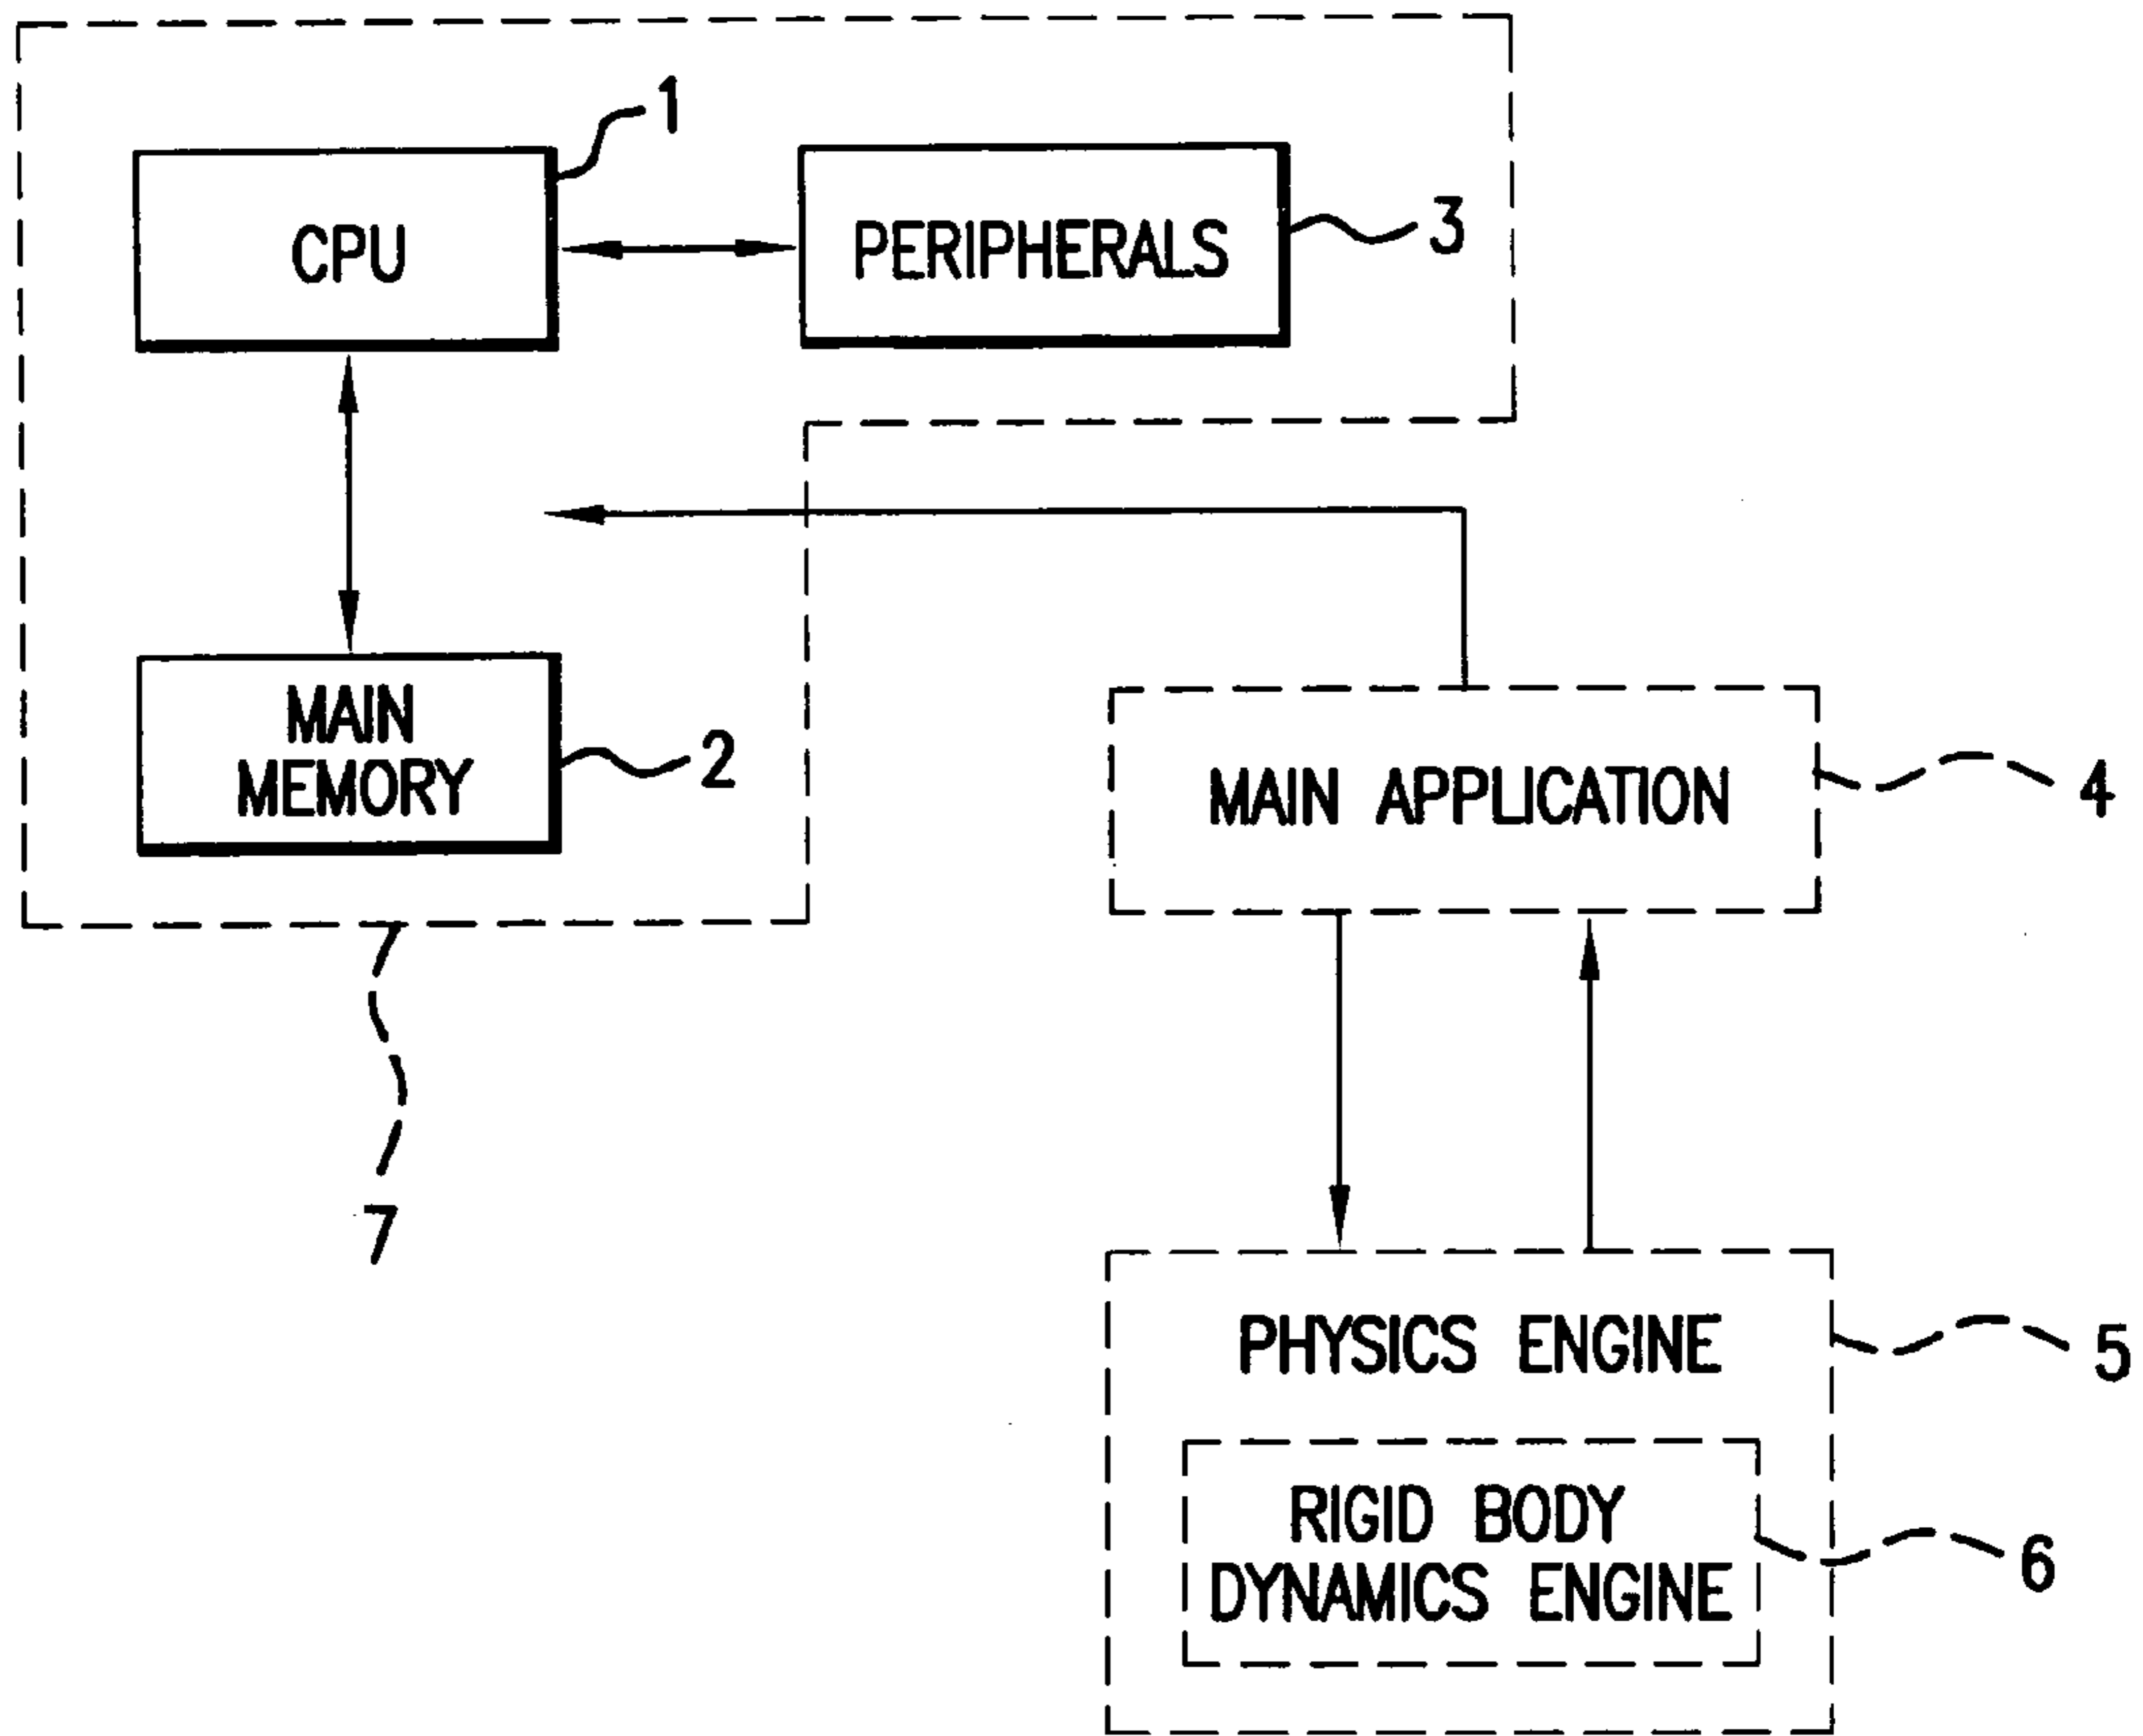 1
CPU
PERIPHERALS
3
MAIN
MEMORY
2
MAIN APPLICATION
4
7
PHYSICS ENGINE
5
RIGID BODY
DYNAMICS ENGINE
6